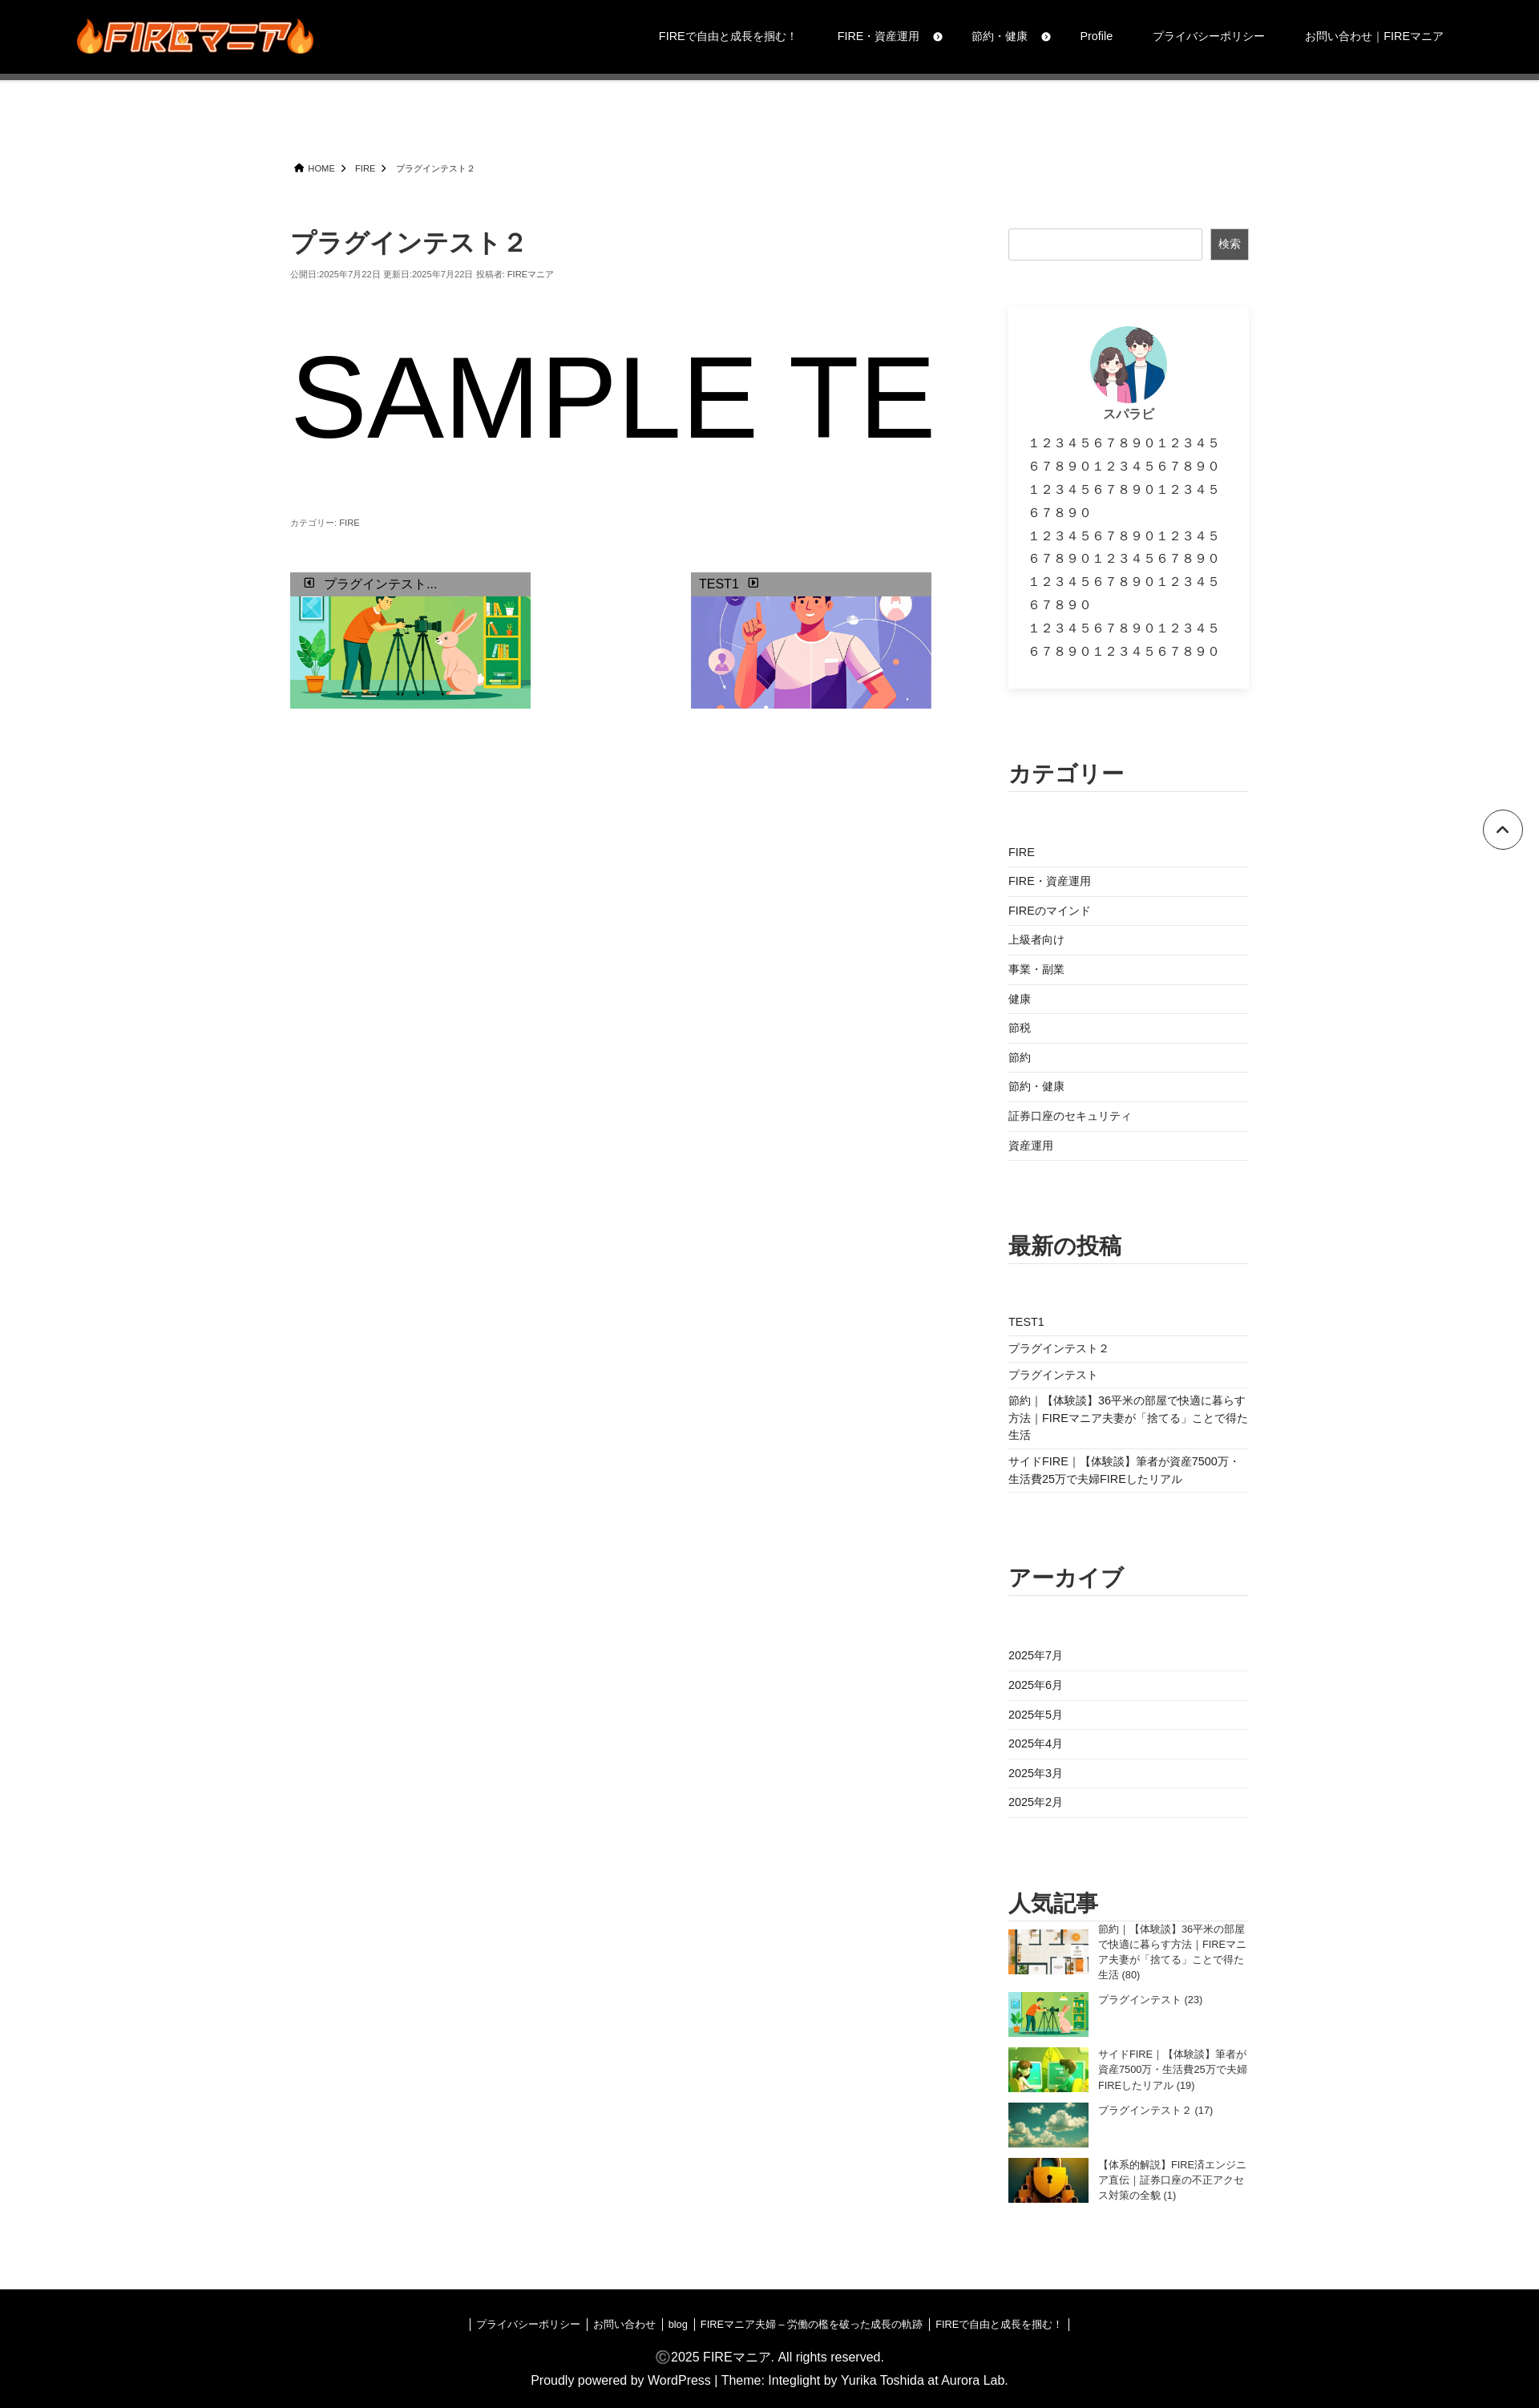 FIREマニア
FIREで自由と成長を掴む！
FIRE・資産運用
節約・健康
Profile
プライバシーポリシー
お問い合わせ｜FIREマニア
HOME
FIRE
プラグインテスト２
プラグインテスト２
公開日:2025年7月22日 更新日:2025年7月22日 投稿者: FIREマニア
SAMPLE TE
カテゴリー: FIRE
プラグインテスト...
TEST1
検索
スパラビ
１２３４５６７８９０１２３４５
６７８９０１２３４５６７８９０
１２３４５６７８９０１２３４５
６７８９０
１２３４５６７８９０１２３４５
６７８９０１２３４５６７８９０
１２３４５６７８９０１２３４５
６７８９０
１２３４５６７８９０１２３４５
６７８９０１２３４５６７８９０
カテゴリー
FIRE
FIRE・資産運用
FIREのマインド
上級者向け
事業・副業
健康
節税
節約
節約・健康
証券口座のセキュリティ
資産運用
最新の投稿
TEST1
プラグインテスト２
プラグインテスト
節約｜【体験談】36平米の部屋で快適に暮らす
方法｜FIREマニア夫妻が「捨てる」ことで得た
生活
サイドFIRE｜【体験談】筆者が資産7500万・
生活費25万で夫婦FIREしたリアル
アーカイブ
2025年7月
2025年6月
2025年5月
2025年4月
2025年3月
2025年2月
人気記事
節約｜【体験談】36平米の部屋
で快適に暮らす方法｜FIREマニ
ア夫妻が「捨てる」ことで得た
生活 (80)
プラグインテスト (23)
サイドFIRE｜【体験談】筆者が
資産7500万・生活費25万で夫婦
FIREしたリアル (19)
プラグインテスト２ (17)
【体系的解説】FIRE済エンジニ
ア直伝｜証券口座の不正アクセ
ス対策の全貌 (1)
プライバシーポリシー
お問い合わせ
blog
FIREマニア夫婦 – 労働の檻を破った成長の軌跡
FIREで自由と成長を掴む！
©2025 FIREマニア. All rights reserved.
Proudly powered by WordPress | Theme: Integlight by Yurika Toshida at Aurora Lab.